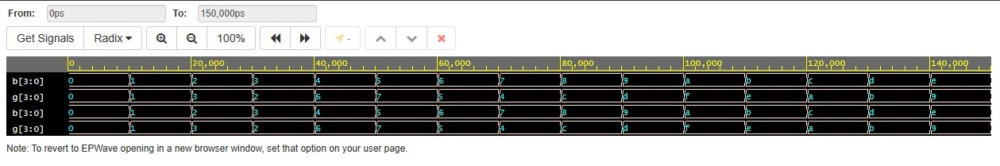 From: 0ps To: 150,000ps
Get Signals Radix 100% -
0 20,000 40,000 60,000 80,000 100,000 120,000 140,000
b[3:0] 0 1 2 3 4 5 6 7 8 9 a b c d e
g[3:0] 0 1 3 2 6 7 5 4 c d f e a b 9
b[3:0] 0 1 2 3 4 5 6 7 8 9 a b c d e
g[3:0] 0 1 3 2 6 7 5 4 c d f e a b 9
Note: To revert to EPWave opening in a new browser window, set that option on your user page.